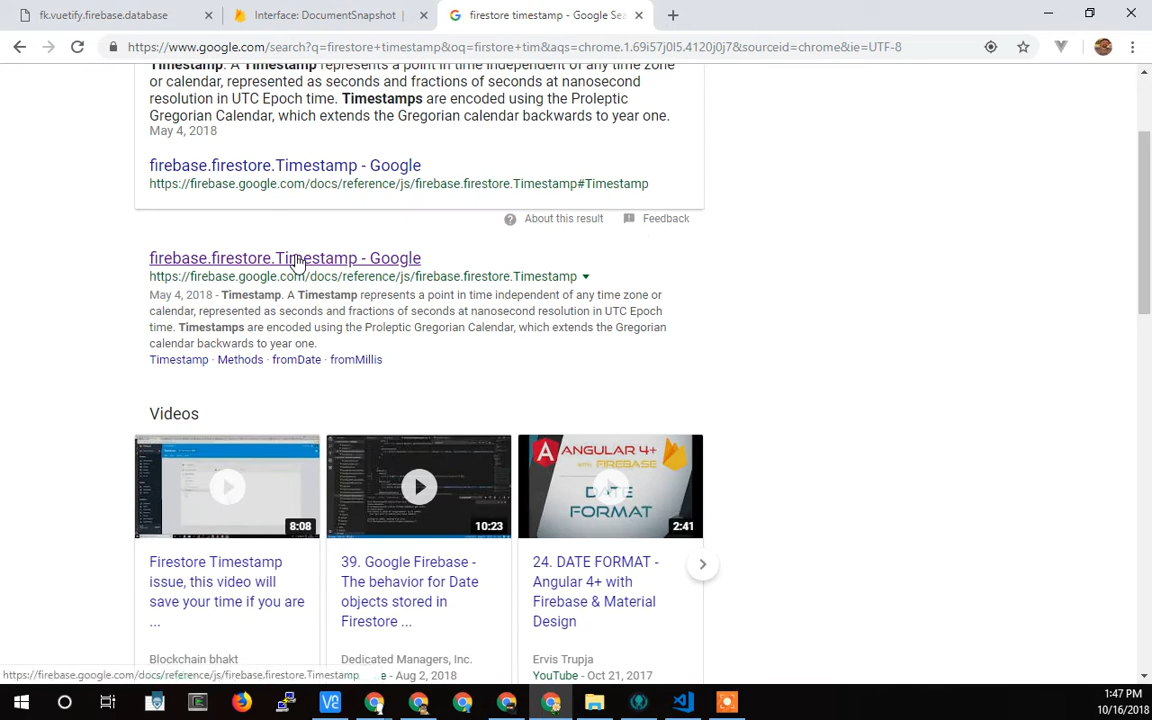 fk.vuetify.firebase.database
Interface: DocumentSnapshot |
firestore timestamp - Google Sea
https://www.google.com/search?q=firestore+timestamp&oq=firstore+tim&aqs=chrome.1.69i57j0l5.4120j0j7&sourceid=chrome&ie=UTF-8
Timestamp. A Timestamp represents a point in time independent of any time zone
or calendar, represented as seconds and fractions of seconds at nanosecond
resolution in UTC Epoch time. Timestamps are encoded using the Proleptic
Gregorian Calendar, which extends the Gregorian calendar backwards to year one.
May 4, 2018
firebase.firestore.Timestamp - Google
https://firebase.google.com/docs/reference/js/firebase.firestore.Timestamp#Timestamp
About this result
Feedback
firebase.firestore.Timestamp - Google
https://firebase.google.com/docs/reference/js/firebase.firestore.Timestamp
May 4, 2018 - Timestamp. A Timestamp represents a point in time independent of any time zone or
calendar, represented as seconds and fractions of seconds at nanosecond resolution in UTC Epoch
time. Timestamps are encoded using the Proleptic Gregorian Calendar, which extends the Gregorian
calendar backwards to year one.
Timestamp · Methods · fromDate · fromMillis
Videos
ANGULAR 4+
with FIREBASE
DATE
FORMAT
8:08
10:23
2:41
Firestore Timestamp
issue, this video will
save your time if you are
...
39. Google Firebase -
The behavior for Date
objects stored in
Firestore ...
24. DATE FORMAT -
Angular 4+ with
Firebase & Material
Design
Blockchain bhakt
Dedicated Managers, Inc.
Ervis Trupja
e - Aug 2, 2018
YouTube - Oct 21, 2017
https://firebase.google.com/docs/reference/js/firebase.firestore.Timestamp
1:47 PM
10/16/2018